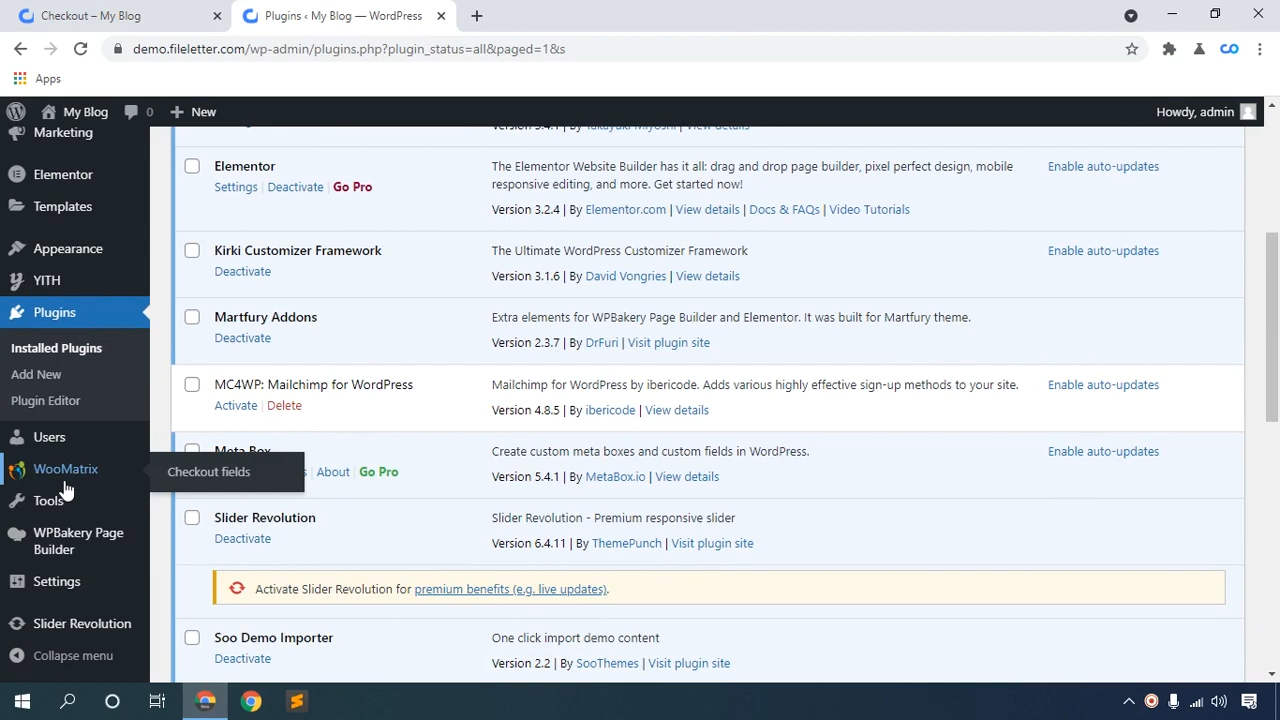 Checkout – My Blog
Plugins ‹ My Blog — WordPress
demo.fileletter.com/wp-admin/plugins.php?plugin_status=all&paged=1&s
Apps
My Blog
0
New
Howdy, admin
Marketing
Elementor
Templates
Appearance
YITH
Plugins
Installed Plugins
Add New
Plugin Editor
Users
WooMatrix
Checkout fields
Tools
WPBakery Page
Builder
Settings
Slider Revolution
Collapse menu
Version 5.4.1 | By Takayuki Miyoshi | View details
Elementor
Settings | Deactivate | Go Pro
The Elementor Website Builder has it all: drag and drop page builder, pixel perfect design, mobile
responsive editing, and more. Get started now!
Version 3.2.4 | By Elementor.com | View details | Docs & FAQs | Video Tutorials
Enable auto-updates
Kirki Customizer Framework
Deactivate
The Ultimate WordPress Customizer Framework
Version 3.1.6 | By David Vongries | View details
Enable auto-updates
Martfury Addons
Deactivate
Extra elements for WPBakery Page Builder and Elementor. It was built for Martfury theme.
Version 2.3.7 | By DrFuri | Visit plugin site
MC4WP: Mailchimp for WordPress
Activate | Delete
Mailchimp for WordPress by ibericode. Adds various highly effective sign-up methods to your site.
Version 4.8.5 | By ibericode | View details
Enable auto-updates
Meta Box
| About | Go Pro
Create custom meta boxes and custom fields in WordPress.
Version 5.4.1 | By MetaBox.io | View details
Enable auto-updates
Slider Revolution
Deactivate
Slider Revolution - Premium responsive slider
Version 6.4.11 | By ThemePunch | Visit plugin site
Activate Slider Revolution for premium benefits (e.g. live updates).
Soo Demo Importer
Deactivate
One click import demo content
Version 2.2 | By SooThemes | Visit plugin site